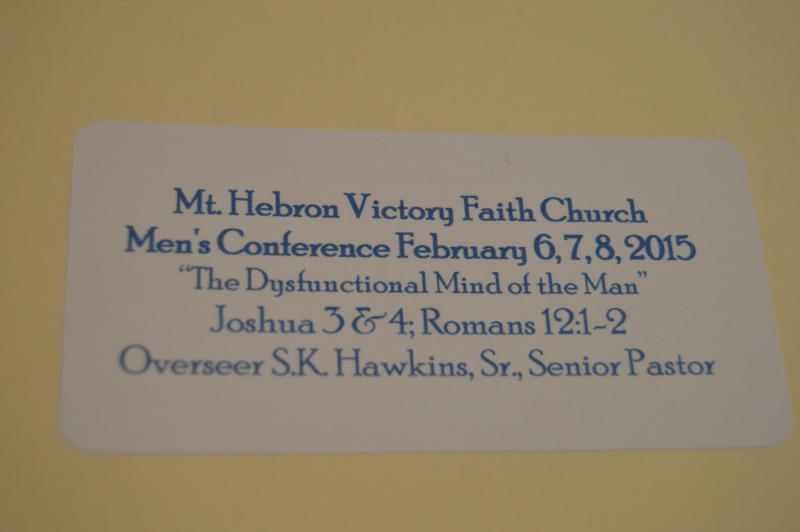 Mt. Hebron Victory Faith Church
Men's Conference February 6, 7, 8, 2015
“The Dysfunctional Mind of the Man”
Joshua 3 & 4; Romans 12:1-2
Overseer S.K. Hawkins, Sr., Senior Pastor